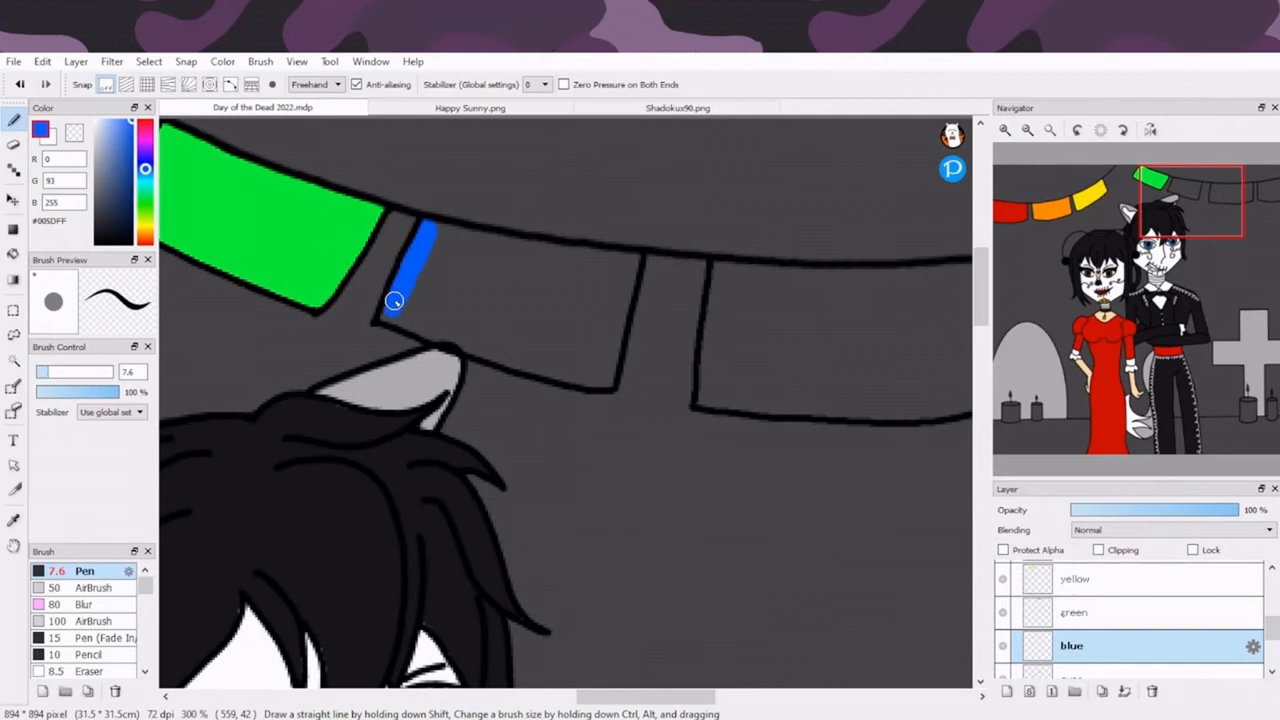 File Edit Layer Filter Select Snap Color Brush View Tool Window Help
Snap off Freehand Anti-aliasing Stabilizer (Global settings) 0 Zero Pressure on Both Ends
Color
Day of the Dead 2022.mdp Happy Sunny.png Shadokux90.png
Navigator
R 0
G 93
B 255
#005DFF
Brush Preview
Brush Control
7.6
100 %
Stabilizer Use global set
T
Brush
7.6 Pen
50 AirBrush
80 Blur
100 AirBrush
15 Pen (Fade In/
10 Pencil
8.5 Eraser
Layer
Opacity 100 %
Blending Normal
Protect Alpha Clipping Lock
yellow
green
blue
894 * 894 pixel (31.5 * 31.5cm) 72 dpi 300 % ( 559, 42 ) Draw a straight line by holding down Shift, Change a brush size by holding down Ctrl, Alt, and dragging